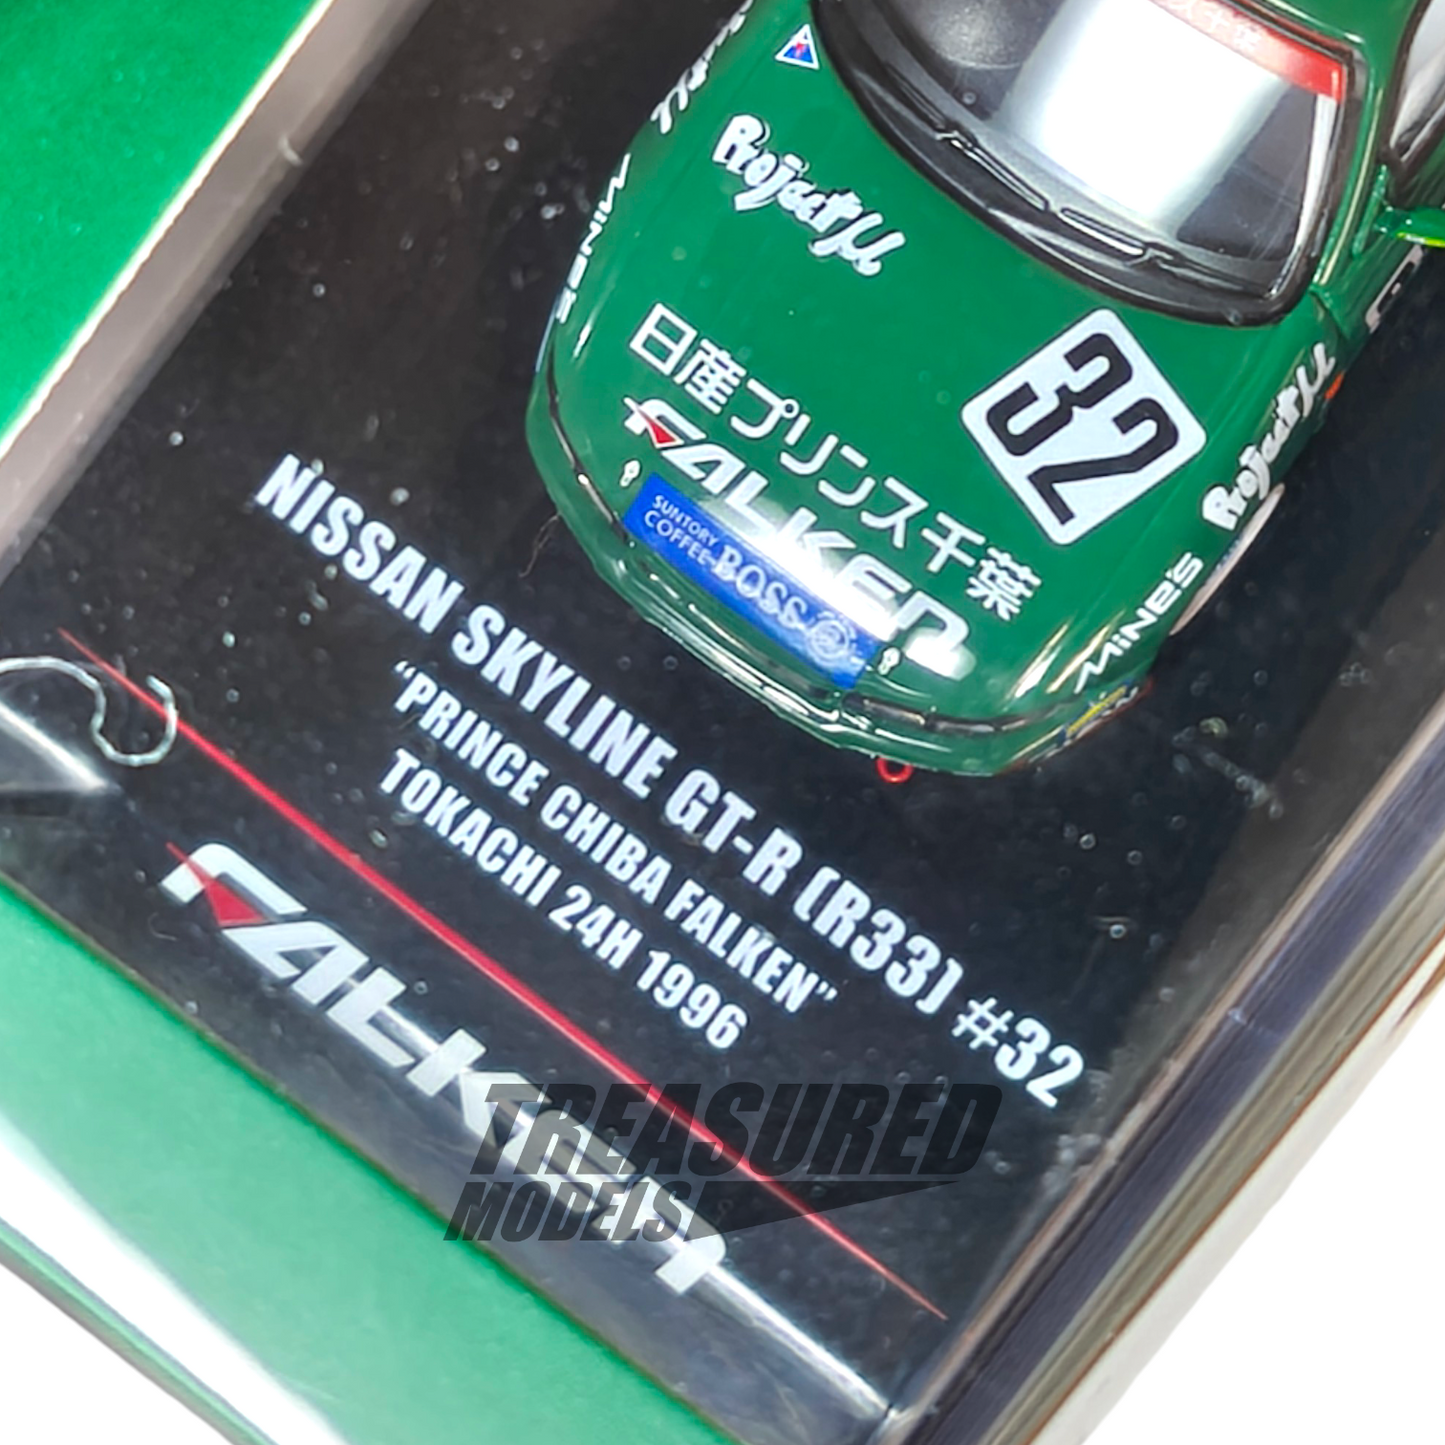 Project μ
MINE'S
日産プリンス千葉
FALKEN
32
SUNTORY
COFFEE BOSS
Project μ
MINE'S
NISSAN SKYLINE GT-R (R33) #32
"PRINCE CHIBA FALKEN"
TOKACHI 24H 1996
FALKEN
TREASURED
MODELS